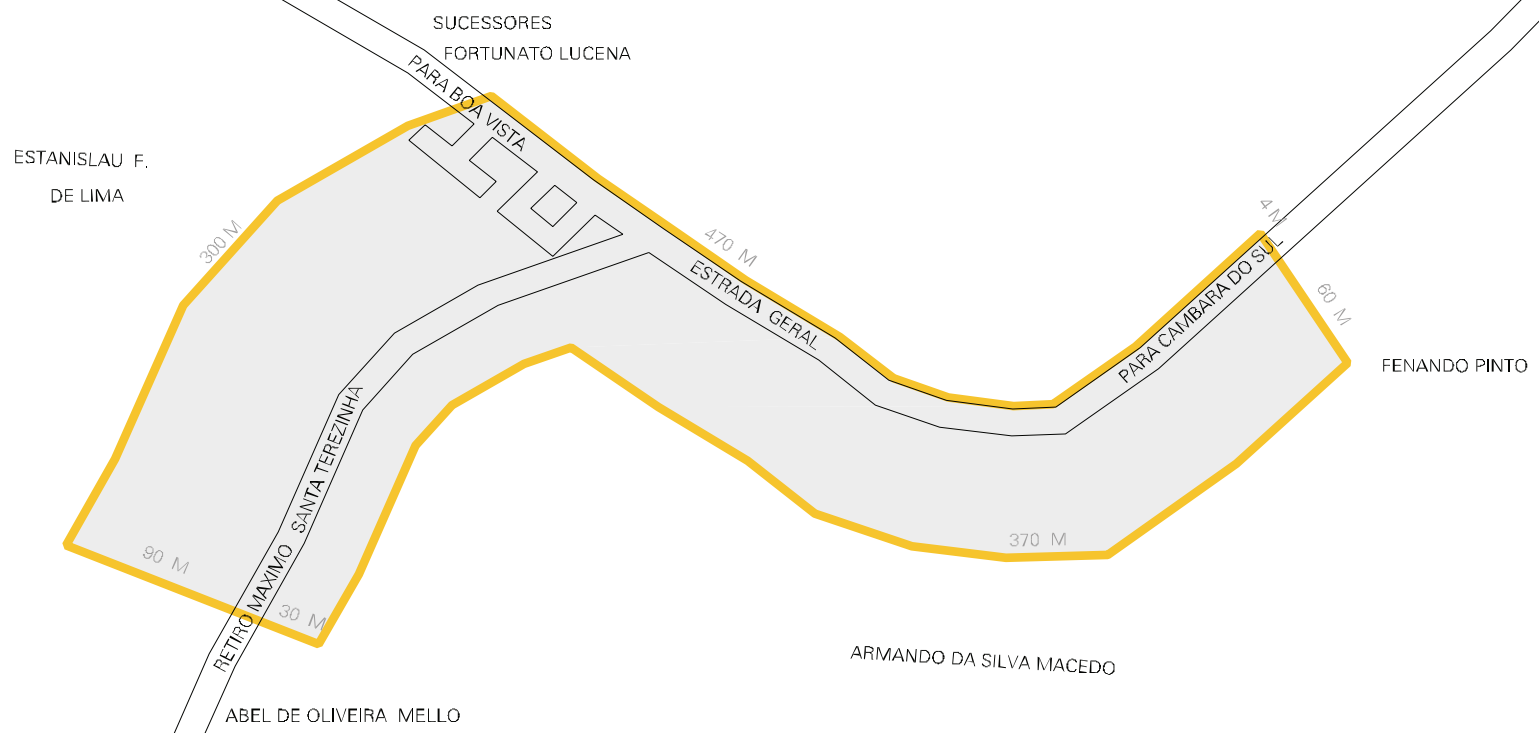 SUCESSORES
FORTUNATO LUCENA
PARA BOA VISTA
ESTANISLAU F.
DE LIMA
300 M
470 M
4 M
ESTRADA GERAL
PARA CAMBARA DO SUL
60 M
FENANDO PINTO
RETIRO MAXIMO SANTA TEREZINHA
370 M
90 M
30 M
ARMANDO DA SILVA MACEDO
ABEL DE OLIVEIRA MELLO